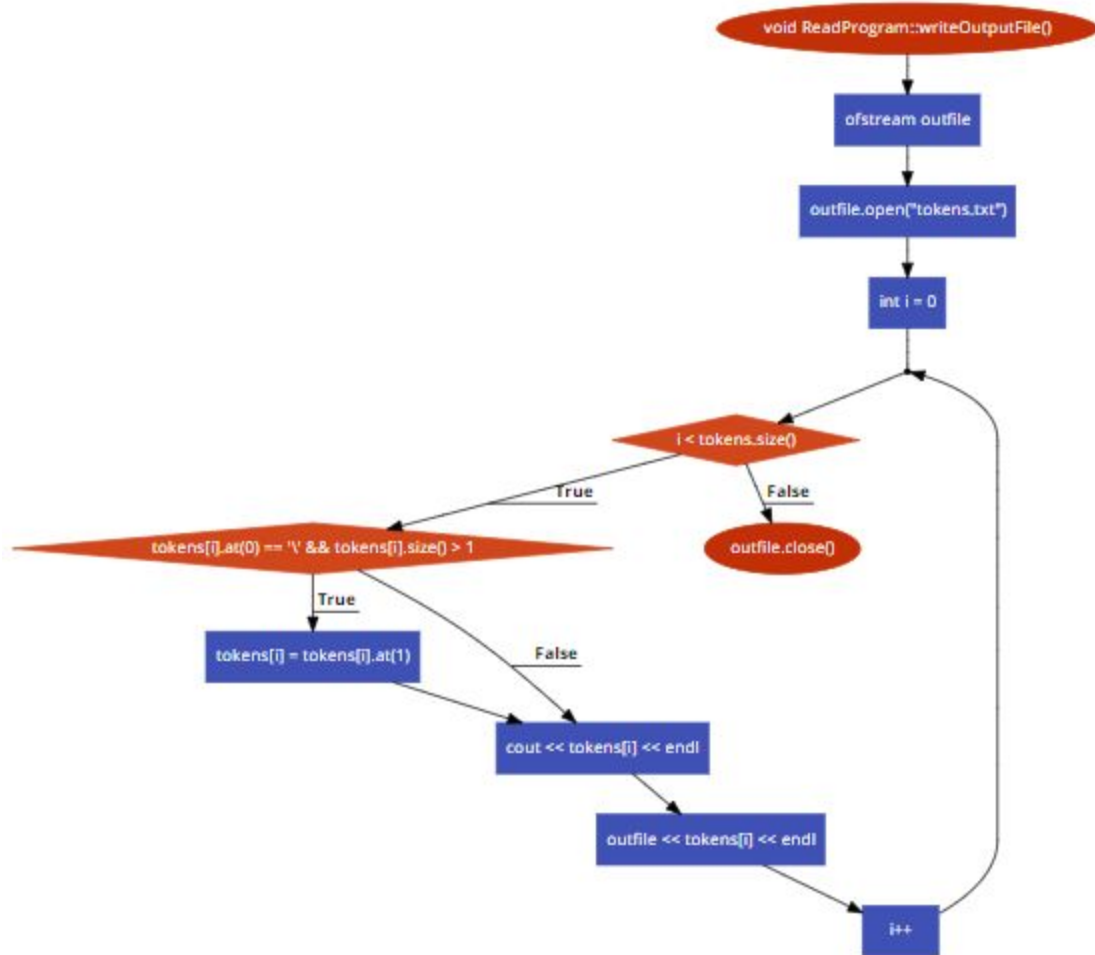 void ReadProgram::writeOutputFile()
ofstream outfile
outfile.open("tokens.txt")
int i = 0
i < tokens.size()
True
False
tokens[i].at(0) == '\' && tokens[i].size() > 1
outfile.close()
True
tokens[i] = tokens[i].at(1)
False
cout << tokens[i] << endl
outfile << tokens[i] << endl
i++